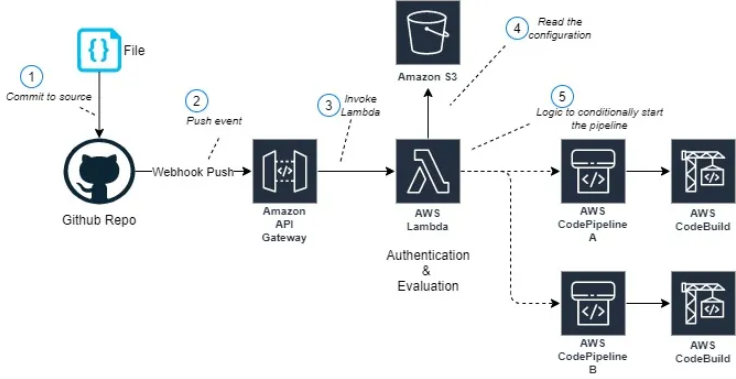 File
1
Commit to source
Github Repo
2
Push event
Webhook Push
Amazon
API
Gateway
3
Invoke
Lambda
Amazon S3
4
Read the
configuration
AWS
Lambda
Authentication
&
Evaluation
5
Logic to conditionally start
the pipeline
AWS
CodePipeline
A
AWS
CodeBuild
AWS
CodePipeline
B
AWS
CodeBuild